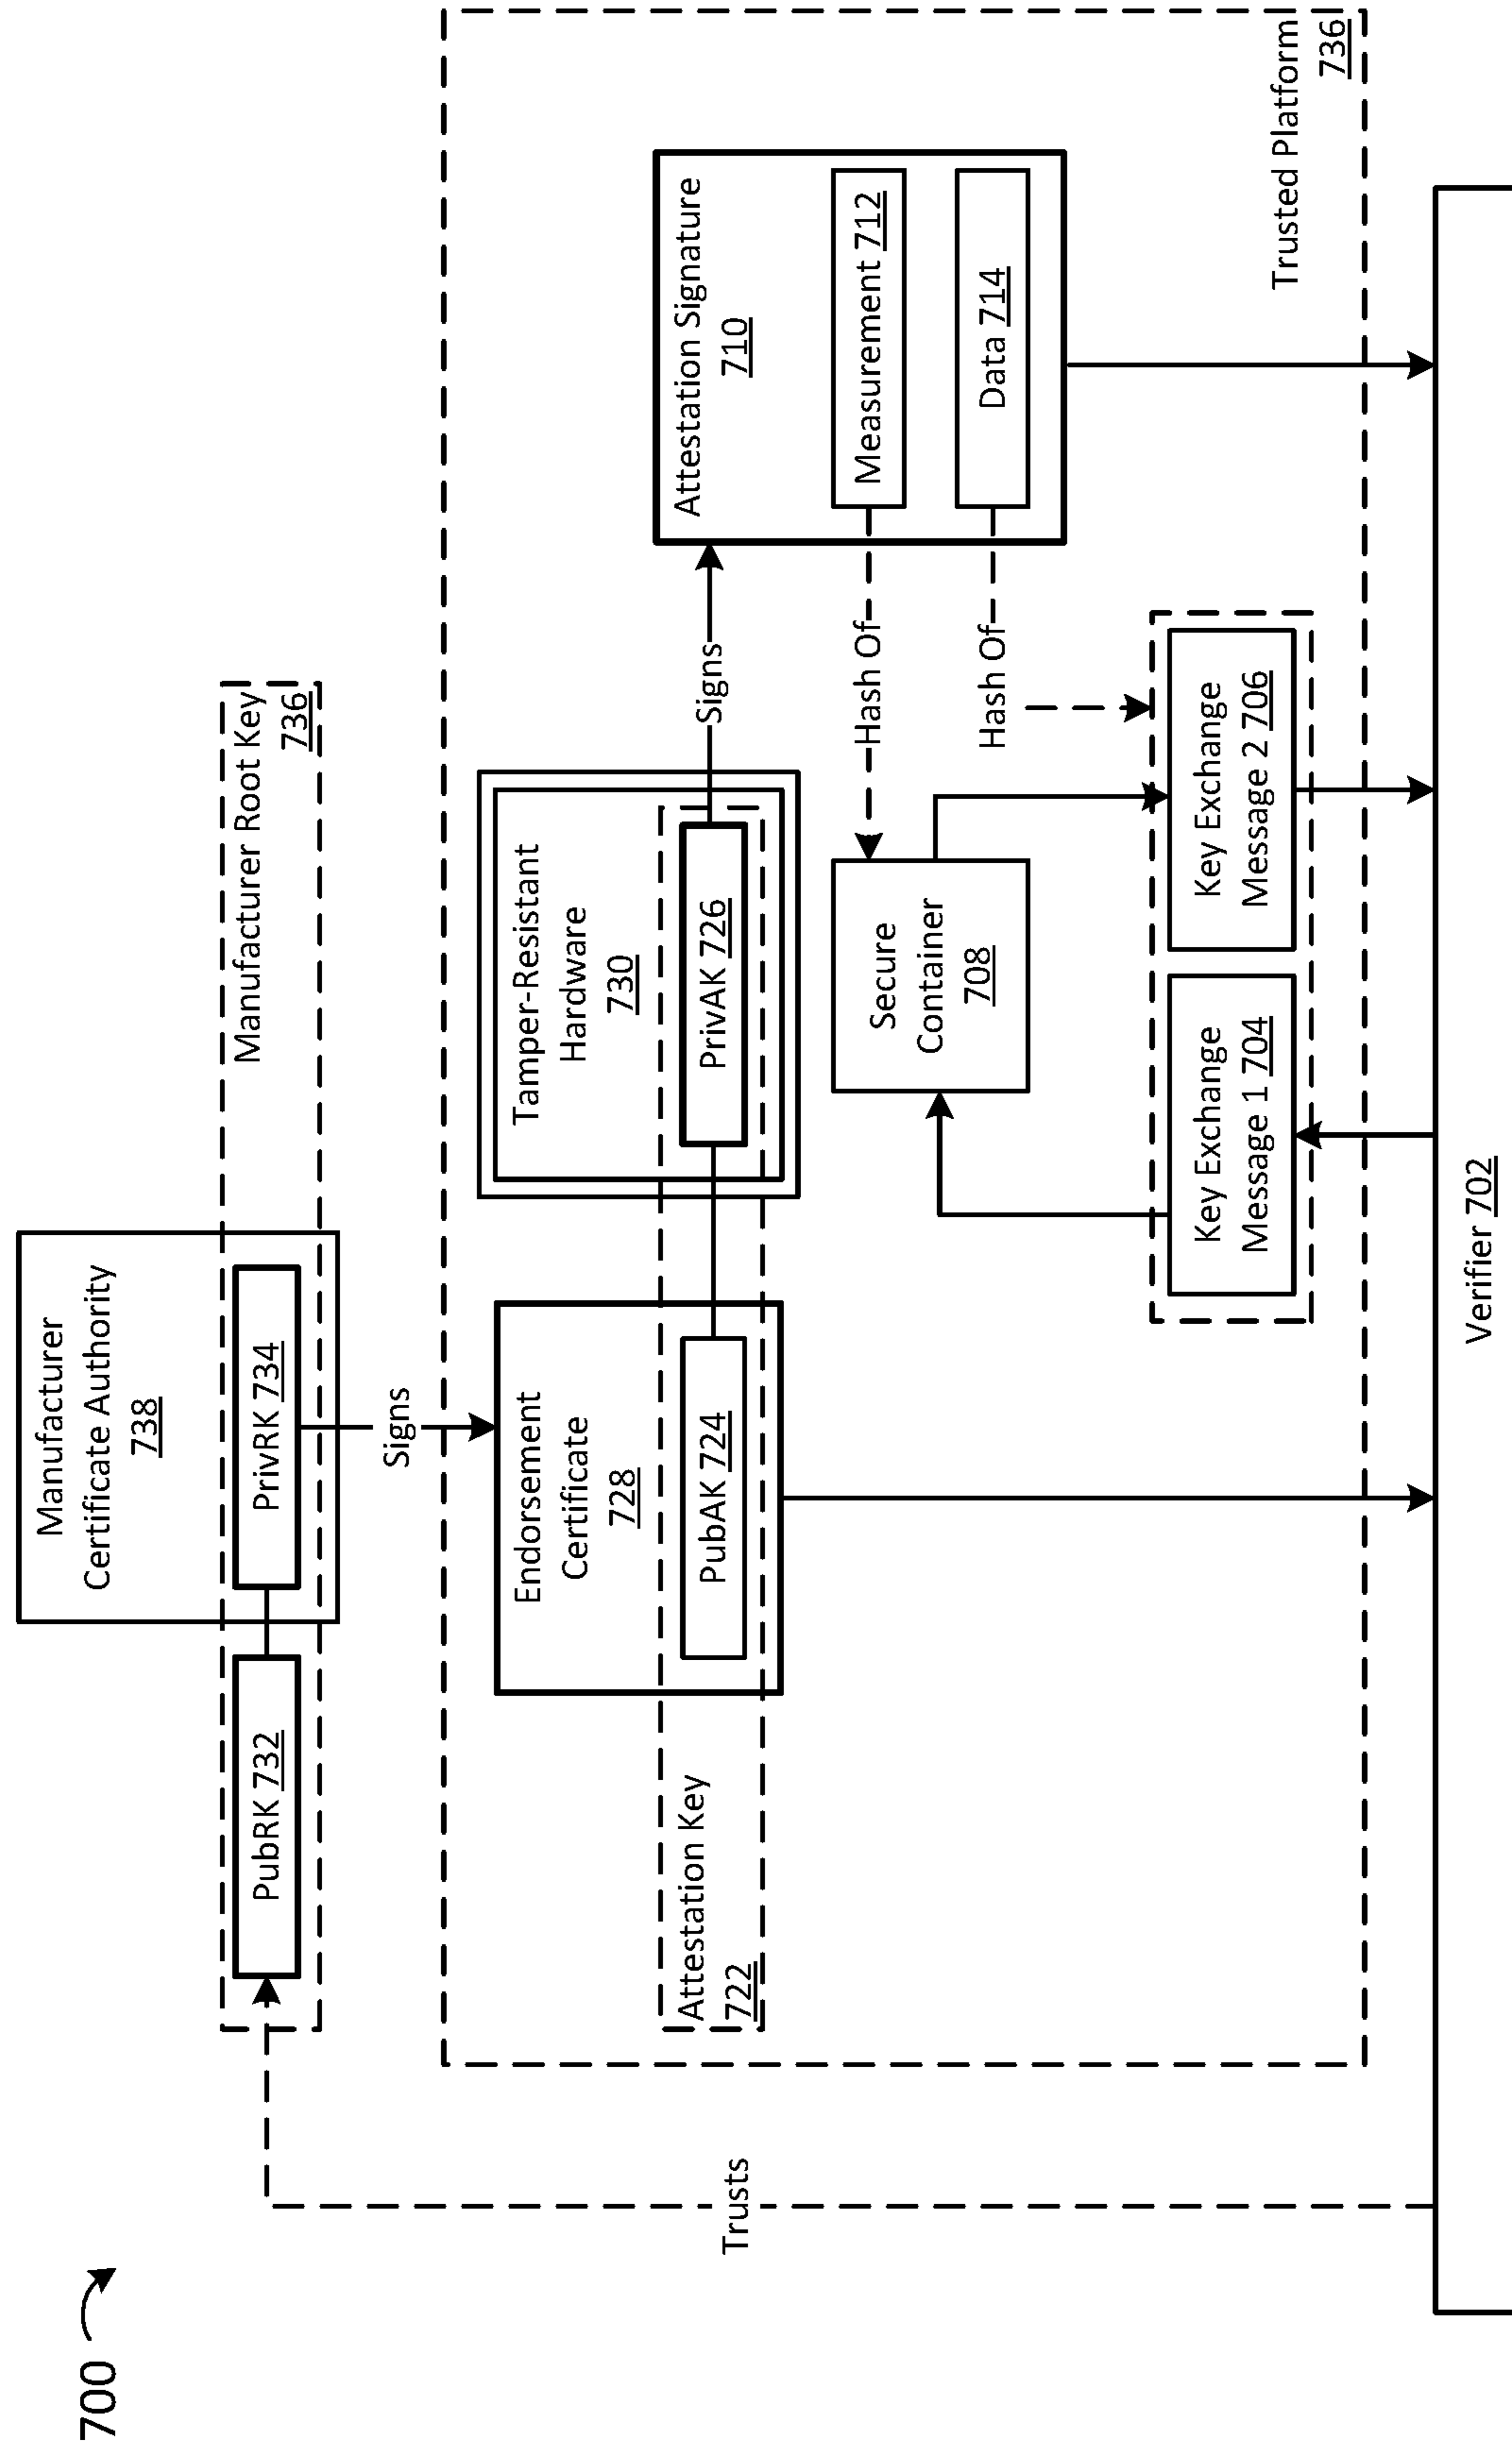 700
Manufacturer
Certificate Authority
738
PubRK 732
PrivRK 734
Manufacturer Root Key
736
Signs
Trusts
Endorsement
Certificate
728
PubAK 724
Attestation Key
722
Tamper-Resistant
Hardware
730
PrivAK 726
Signs
Attestation Signature
710
Measurement 712
Data 714
Hash Of
Hash Of
Secure
Container
708
Key Exchange
Message 1 704
Key Exchange
Message 2 706
Trusted Platform
736
Verifier 702